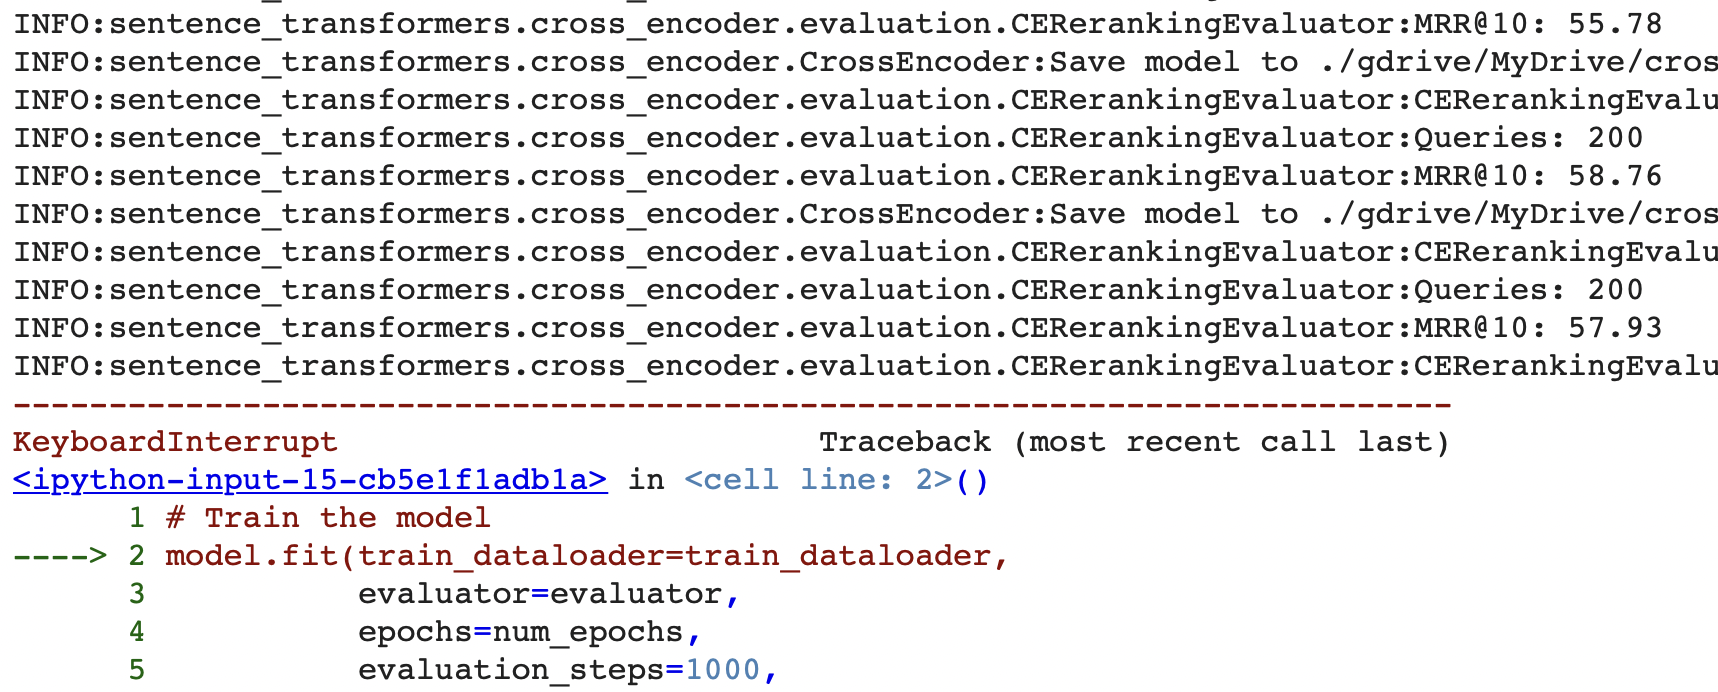 INFO:sentence_transformers.cross_encoder.evaluation.CERerankingEvaluator:MRR@10: 55.78
INFO:sentence_transformers.cross_encoder.CrossEncoder:Save model to ./gdrive/MyDrive/cros
INFO:sentence_transformers.cross_encoder.evaluation.CERerankingEvaluator:CERerankingEvalu
INFO:sentence_transformers.cross_encoder.evaluation.CERerankingEvaluator:Queries: 200
INFO:sentence_transformers.cross_encoder.evaluation.CERerankingEvaluator:MRR@10: 58.76
INFO:sentence_transformers.cross_encoder.CrossEncoder:Save model to ./gdrive/MyDrive/cros
INFO:sentence_transformers.cross_encoder.evaluation.CERerankingEvaluator:CERerankingEvalu
INFO:sentence_transformers.cross_encoder.evaluation.CERerankingEvaluator:Queries: 200
INFO:sentence_transformers.cross_encoder.evaluation.CERerankingEvaluator:MRR@10: 57.93
INFO:sentence_transformers.cross_encoder.evaluation.CERerankingEvaluator:CERerankingEvalu
---------------------------------------------------------------------------
KeyboardInterrupt                         Traceback (most recent call last)
<ipython-input-15-cb5e1f1adb1a> in <cell line: 2>()
      1 # Train the model
----> 2 model.fit(train_dataloader=train_dataloader,
      3           evaluator=evaluator,
      4           epochs=num_epochs,
      5           evaluation_steps=1000,